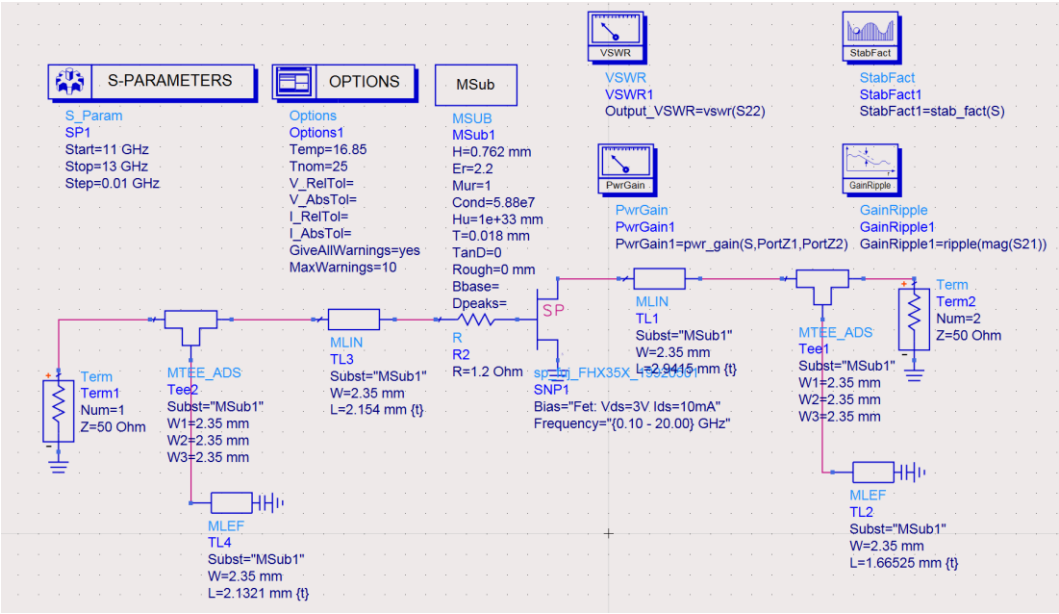 VSWR
VSWR
VSWR1
Output_VSWR=vswr(S22)
StabFact
StabFact
StabFact1
StabFact1=stab_fact(S)
S-PARAMETERS
S_Param
SP1
Start=11 GHz
Stop=13 GHz
Step=0.01 GHz
OPTIONS
Options
Options1
Temp=16.85
Tnom=25
V_RelTol=
V_AbsTol=
I_RelTol=
I_AbsTol=
GiveAllWarnings=yes
MaxWarnings=10
MSub
MSUB
MSub1
H=0.762 mm
Er=2.2
Mur=1
Cond=5.88e7
Hu=1e+33 mm
T=0.018 mm
TanD=0
Rough=0 mm
Bbase=
Dpeaks=
PwrGain
PwrGain
PwrGain1
PwrGain1=pwr_gain(S,PortZ1,PortZ2)
GainRipple
GainRipple
GainRipple1
GainRipple1=ripple(mag(S21))
Term
Term1
Num=1
Z=50 Ohm
MTEE_ADS
Tee2
Subst="MSub1"
W1=2.35 mm
W2=2.35 mm
W3=2.35 mm
MLEF
TL4
Subst="MSub1"
W=2.35 mm
L=2.1321 mm {t}
MLIN
TL3
Subst="MSub1"
W=2.35 mm
L=2.154 mm {t}
R
R2
R=1.2 Ohm
SP
SNP1
Bias="Fet: Vds=3V Ids=10mA"
Frequency="{0.10 - 20.00} GHz"
MLIN
TL1
Subst="MSub1"
W=2.35 mm
L=2.9415 mm {t}
MTEE_ADS
Tee1
Subst="MSub1"
W1=2.35 mm
W2=2.35 mm
W3=2.35 mm
Term
Term2
Num=2
Z=50 Ohm
MLEF
TL2
Subst="MSub1"
W=2.35 mm
L=1.66525 mm {t}